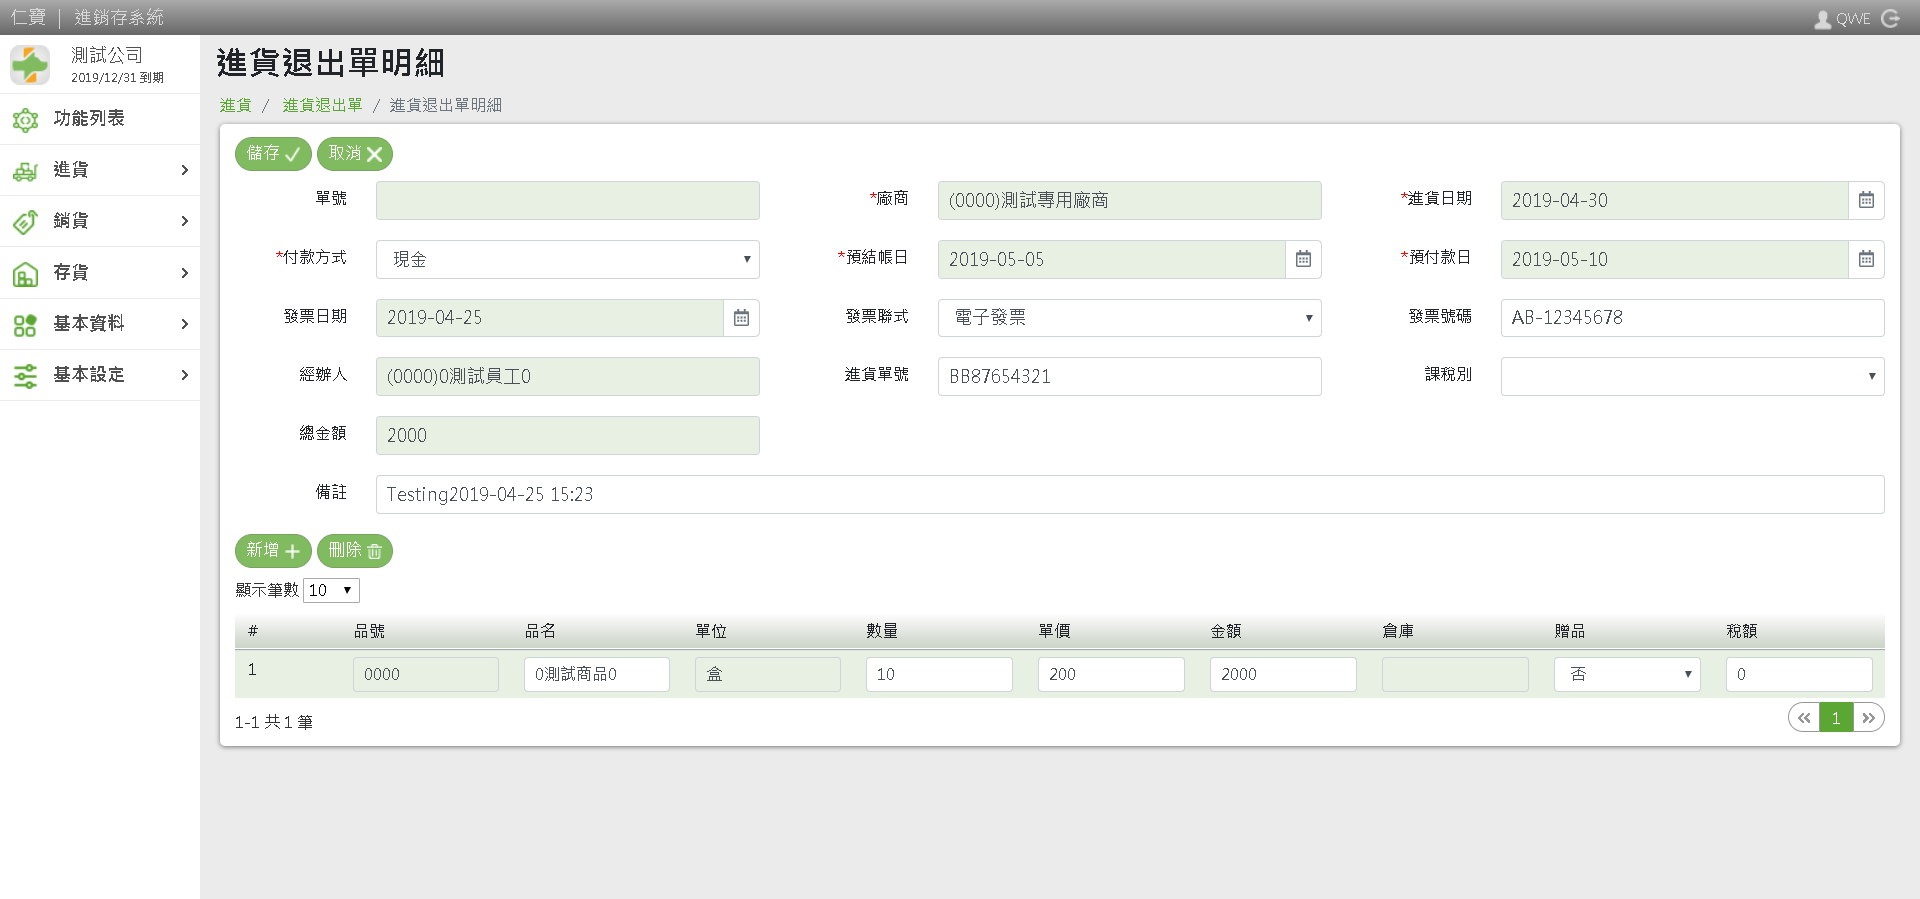 仁寶 | 進銷存系統 QWE
測試公司
2019/12/31 到期
功能列表
進貨
銷貨
存貨
基本資料
基本設定
進貨退出單明細
進貨 / 進貨退出單 / 進貨退出單明細
儲存 取消
單號 *廠商 (0000)測試專用廠商 *進貨日期 2019-04-30
*付款方式 現金 *預結帳日 2019-05-05 *預付款日 2019-05-10
發票日期 2019-04-25 發票聯式 電子發票 發票號碼 AB-12345678
經辦人 (0000)0測試員工0 進貨單號 BB87654321 課稅別
總金額 2000
備註 Testing2019-04-25 15:23
新增 刪除
顯示筆數 10
# 品號 品名 單位 數量 單價 金額 倉庫 贈品 稅額
1 0000 0測試商品0 盒 10 200 2000 否 0
1-1 共 1 筆 « 1 »